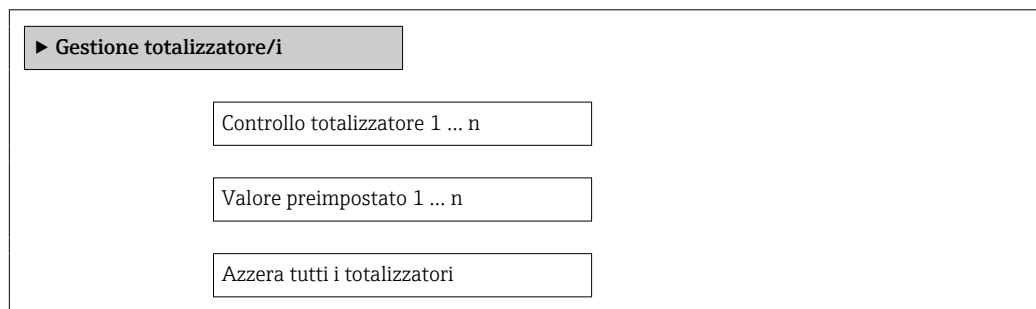 ▶ Gestione totalizzatore/i
Controllo totalizzatore 1 … n
Valore preimpostato 1 … n
Azzera tutti i totalizzatori